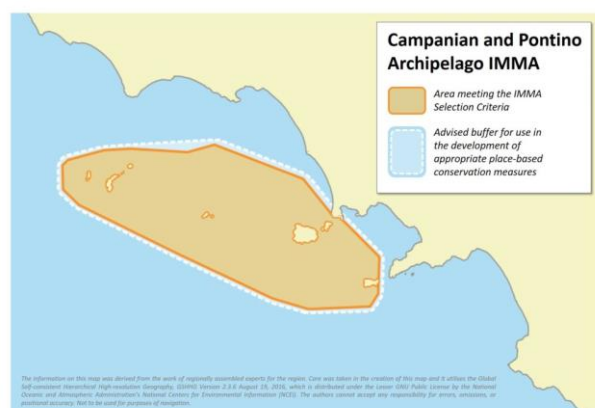 Campanian and Pontino
Archipelago IMMA
Area meeting the IMMA
Selection Criteria
Advised buffer for use in
the development of
appropriate place-based
conservation measures
The information on this map was derived from the work of regionally assembled experts for the region. Care was taken in the creation of this map and it utilises the Global
Self-consistent Hierarchical High-resolution Geography, GSHHG Version 2.3.6 August 19, 2016, which is distributed under the Lesser GNU Public License by the National
Oceanic and Atmospheric Administration's National Centers for Environmental Information (NCEI). The authors cannot accept any responsibility for errors, omissions, or
positional accuracy. Not to be used for purposes of navigation.